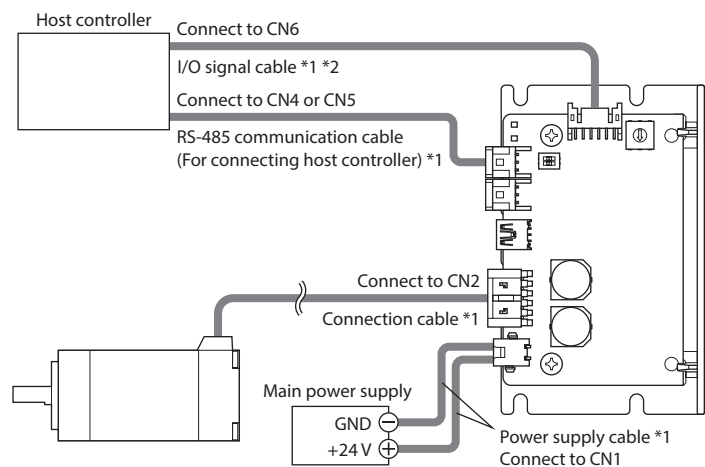 Host controller
Connect to CN6
I/O signal cable *1 *2
Connect to CN4 or CN5
RS-485 communication cable
(For connecting host controller) *1
Connect to CN2
Connection cable *1
Main power supply
GND
+24 V
Power supply cable *1
Connect to CN1